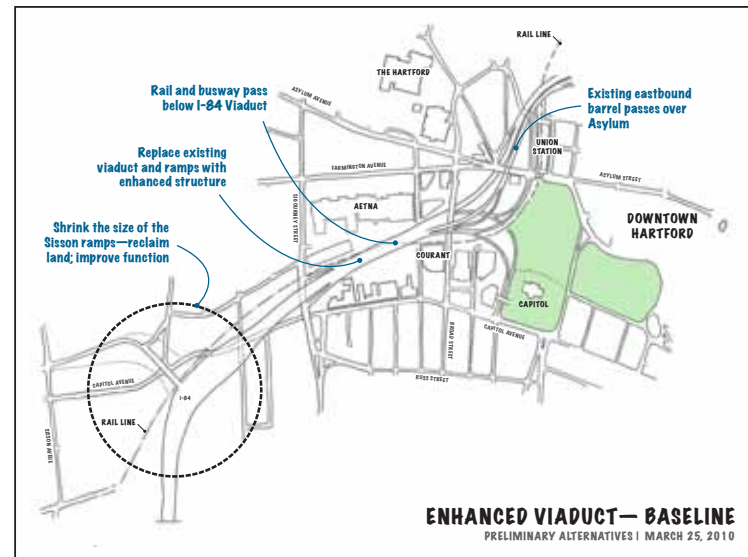 RAIL LINE
THE HARTFORD
Rail and busway pass
below I-84 Viaduct
ASYLUM AVENUE
Existing eastbound
barrel passes over
Asylum
UNION
STATION
Replace existing
viaduct and ramps with
enhanced structure
FARMINGTON AVENUE
ASYLUM STREET
SIGOURNEY STREET
AETNA
DOWNTOWN
HARTFORD
Shrink the size of the
Sisson ramps—reclaim
land; improve function
COURANT
CAPITOL
BROAD STREET
CAPITOL AVENUE
CAPITOL AVENUE
RUSS STREET
I-84
RAIL LINE
SISSON AVENUE
ENHANCED VIADUCT— BASELINE
PRELIMINARY ALTERNATIVES | MARCH 25, 2010